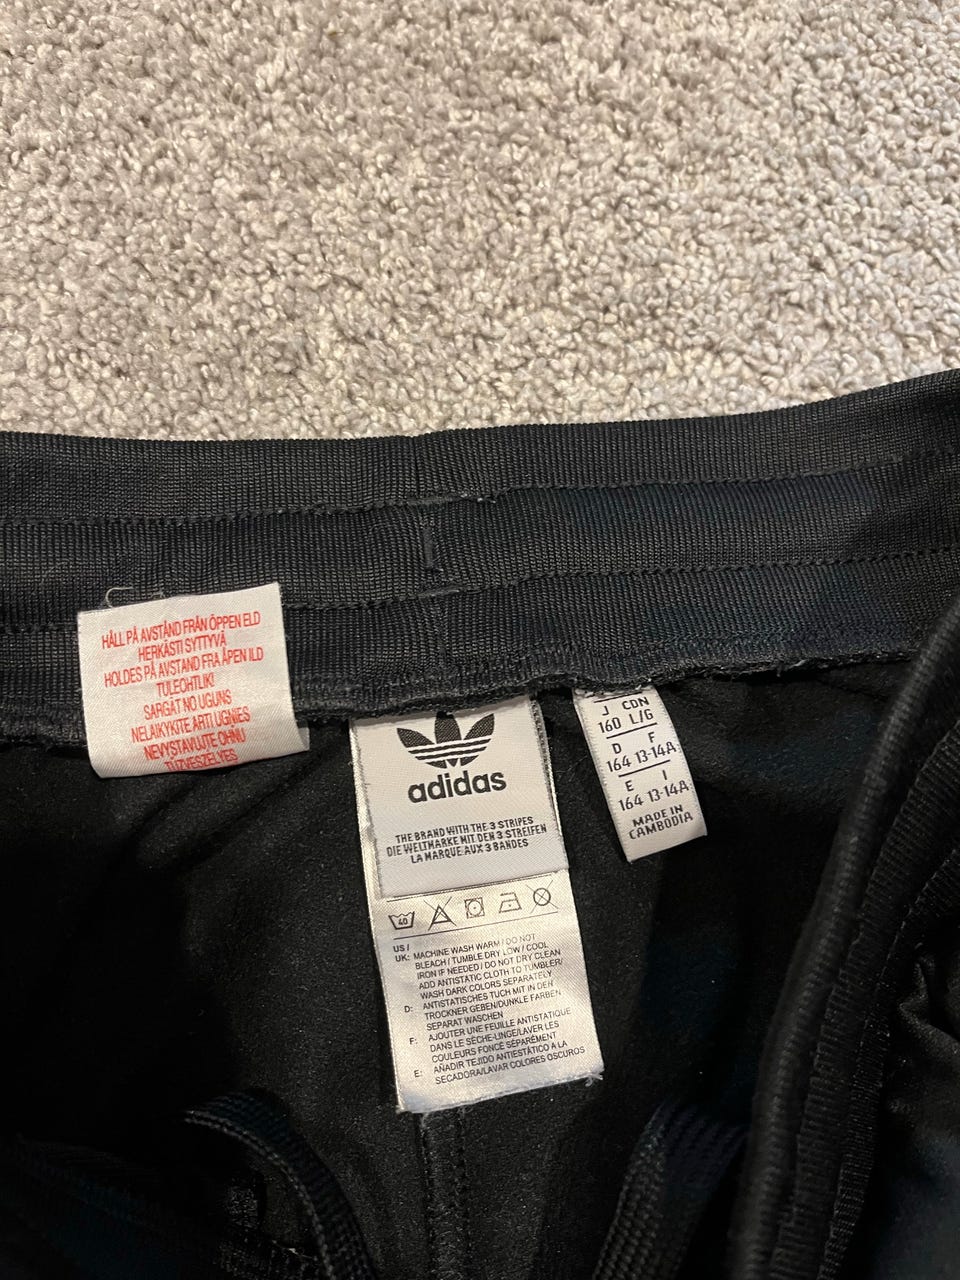 HÅLL PÅ AVSTÅND FRÅN ÖPPEN ELD
HERKÄSTI SYTTYVÄ
HOLDES PÅ AVSTAND FRA ÅPEN ILD
TULEOHTLIK!
SARGĀT NO UGUNS
NELAIKYKITE ARTI UGNIES
NEVYSTAVUJTE OHNU
TŰZVESZÉLYES
adidas
THE BRAND WITH THE 3 STRIPES
DIE WELTMARKE MIT DEN 3 STREIFEN
LA MARQUE AUX 3 BANDES
40
US /
UK: MACHINE WASH WARM / DO NOT
BLEACH / TUMBLE DRY LOW / COOL
IRON IF NEEDED / DO NOT DRY CLEAN
ADD ANTISTATIC CLOTH TO TUMBLER/
WASH DARK COLORS SEPARATELY
D: ANTISTATISCHES TUCH MIT IN DEN
TROCKNER GEBEN/DUNKLE FARBEN
SEPARAT WASCHEN
F: AJOUTER UNE FEUILLE ANTISTATIQUE
DANS LE SÈCHE-LINGE/LAVER LES
COULEURS FONCÉ SÉPARÉMENT
E: AÑADIR TEJIDO ANTIESTÁTICO A LA
SECADORA/LAVAR COLORES OSCUROS
J CDN
160 L/G
D F
164 13-14A
E I
164 13-14A
MADE IN
CAMBODIA